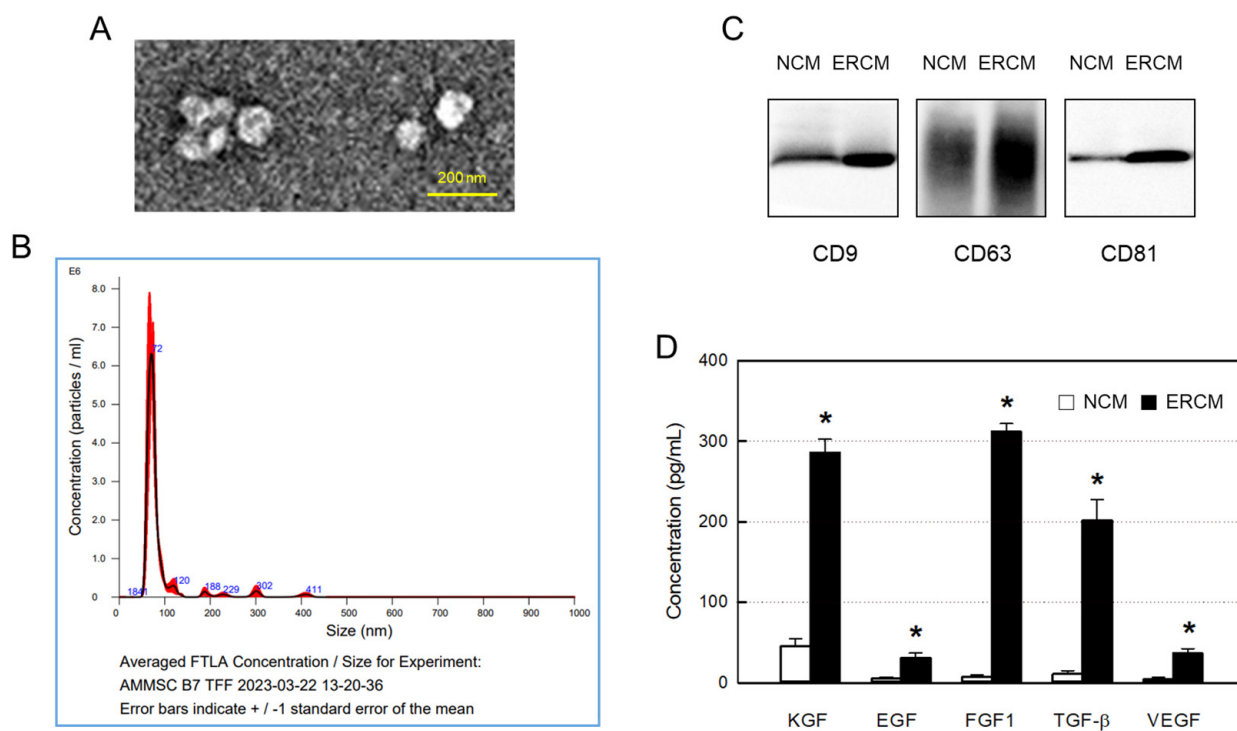 A
200 nm
B
E6
8.0
7.0
6.0
5.0
4.0
3.0
2.0
1.0
0
Concentration (particles / ml)
72
1841
120
188
229
302
411
0 100 200 300 400 500 600 700 800 900 1000
Size (nm)
Averaged FTLA Concentration / Size for Experiment:
AMMSC B7 TFF 2023-03-22 13-20-36
Error bars indicate + / -1 standard error of the mean
C
NCM ERCM NCM ERCM NCM ERCM
CD9 CD63 CD81
D
400
300
200
100
0
Concentration (pg/mL)
NCM ERCM
* * * * *
KGF EGF FGF1 TGF-β VEGF